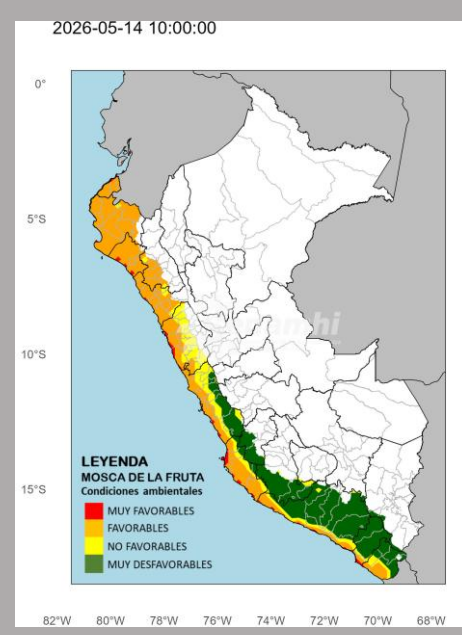 2026-05-14 10:00:00
0°
5°S
10°S
15°S
LEYENDA
MOSCA DE LA FRUTA
Condiciones ambientales
MUY FAVORABLES
FAVORABLES
NO FAVORABLES
MUY DESFAVORABLES
82°W 80°W 78°W 76°W 74°W 72°W 70°W 68°W